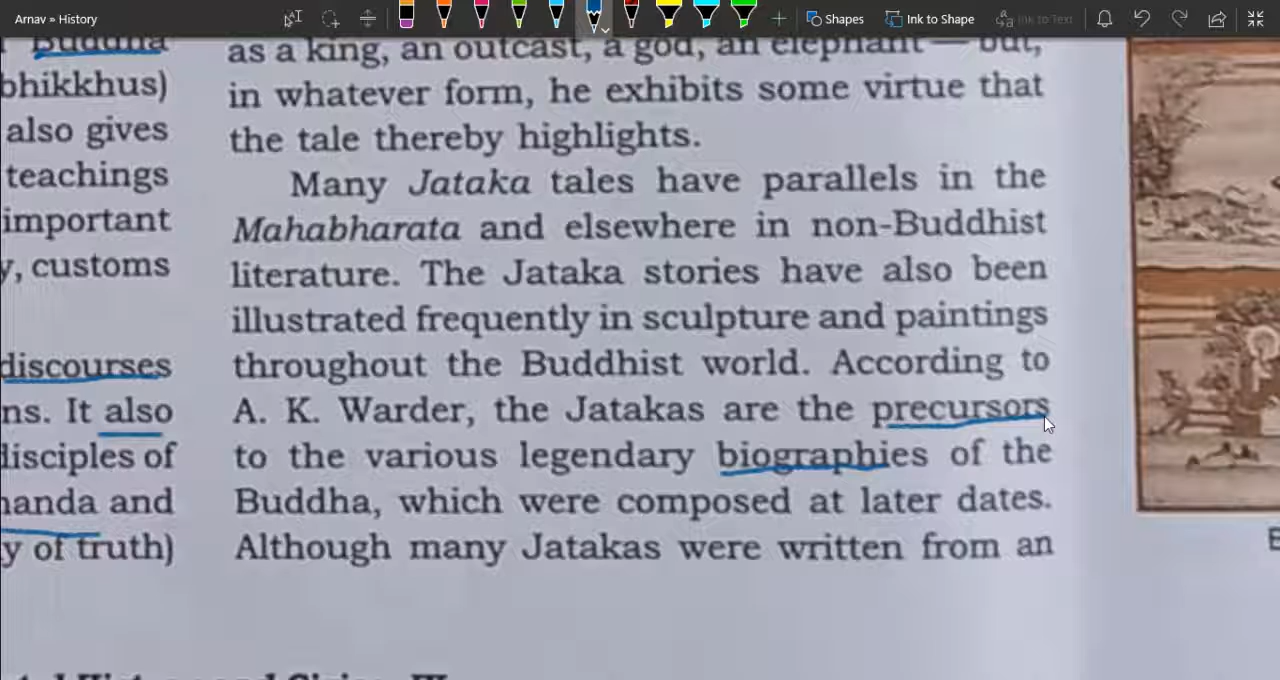 Arnav » History
Shapes
Ink to Shape
Ink to Text
Buddha
bhikkhus)
also gives
teachings
important
y, customs
discourses
ns. It also
disciples of
nanda and
y of truth)
as a king, an outcast, a god, an elephant — but,
in whatever form, he exhibits some virtue that
the tale thereby highlights.
Many Jataka tales have parallels in the
Mahabharata and elsewhere in non-Buddhist
literature. The Jataka stories have also been
illustrated frequently in sculpture and paintings
throughout the Buddhist world. According to
A. K. Warder, the Jatakas are the precursors
to the various legendary biographies of the
Buddha, which were composed at later dates.
Although many Jatakas were written from an